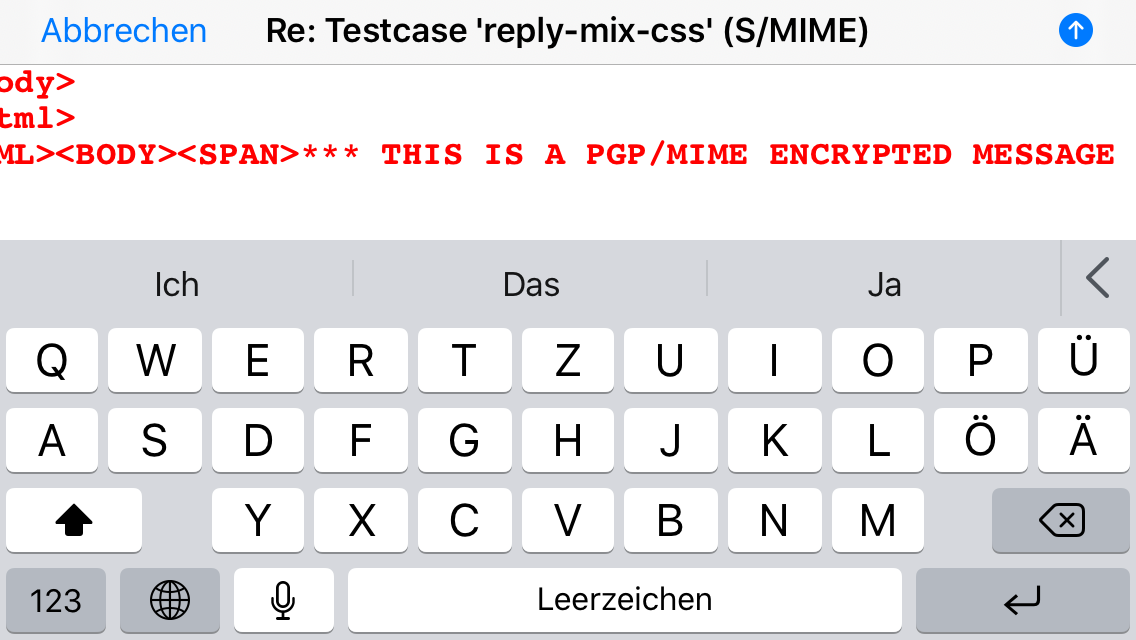 Abbrechen Re: Testcase 'reply-mix-css' (S/MIME)
ody>
tml>
ML><BODY><SPAN>*** THIS IS A PGP/MIME ENCRYPTED MESSAGE
Ich Das Ja
Q W E R T Z U I O P Ü
A S D F G H J K L Ö Ä
Y X C V B N M
123 Leerzeichen